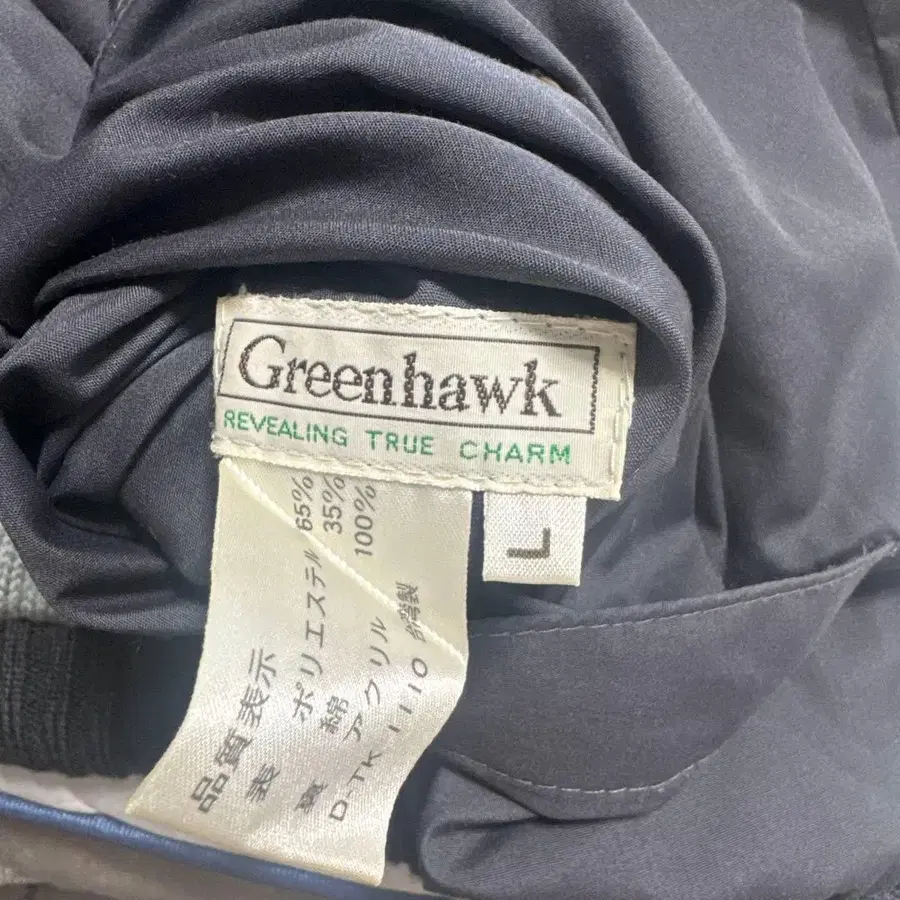 Greenhawk
REVEALING TRUE CHARM
L
品質表示
表 ポリエステル 65%
綿 35%
裏 アクリル 100%
D-TK 1110 台湾製